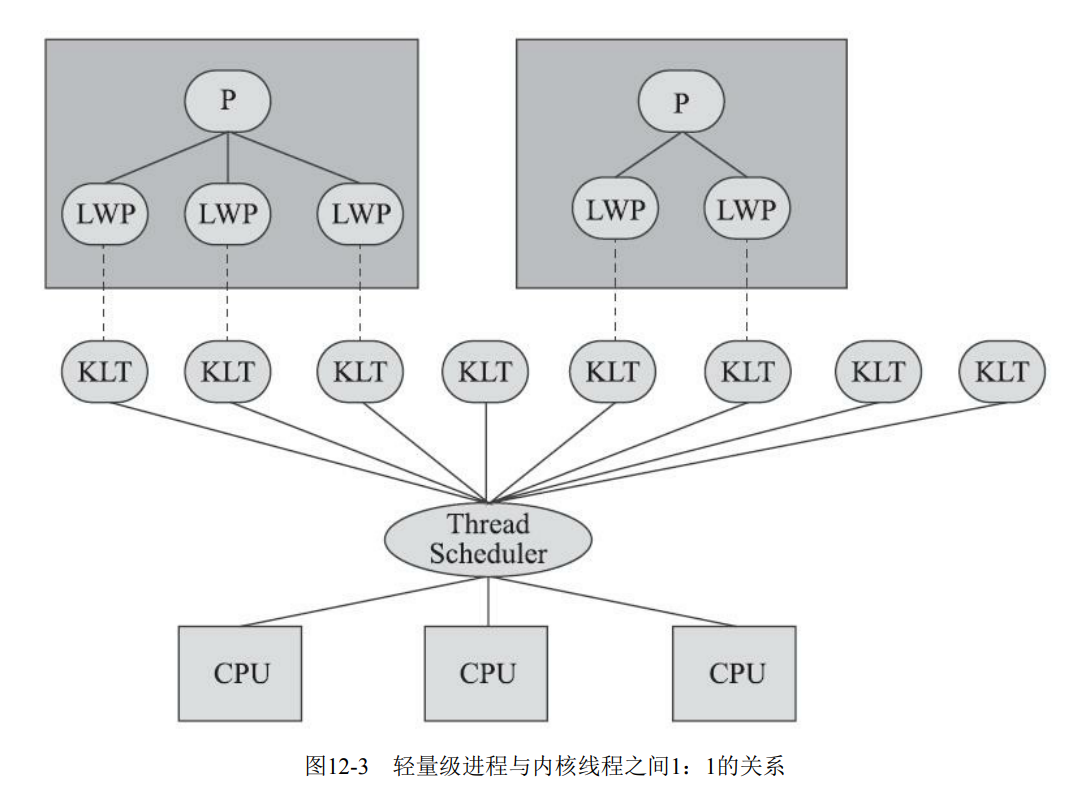 P
P
LWP LWP LWP
LWP LWP
KLT KLT KLT KLT KLT KLT KLT KLT
Thread
Scheduler
CPU CPU CPU
图12-3 轻量级进程与内核线程之间1：1的关系